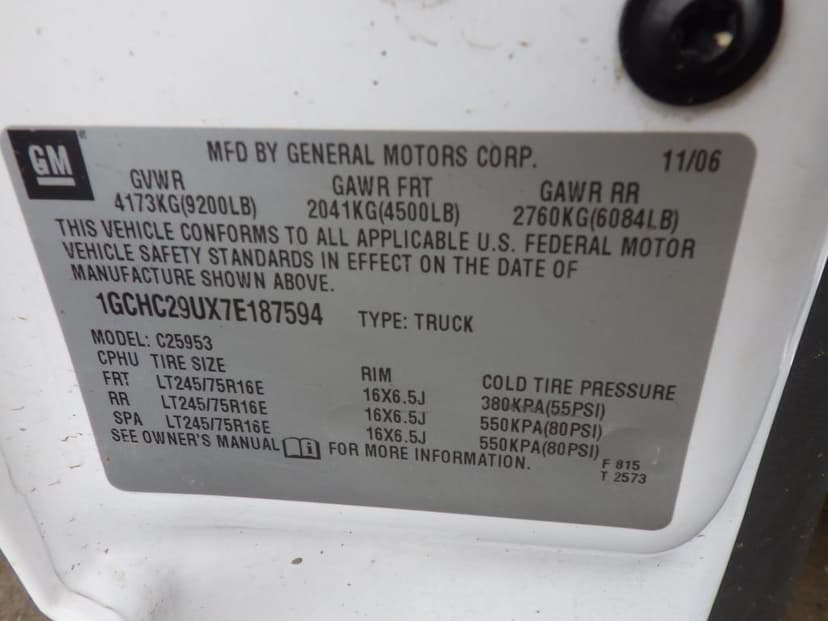 GM
MFD BY GENERAL MOTORS CORP. 11/06
GVWR GAWR FRT GAWR RR
4173KG(9200LB) 2041KG(4500LB) 2760KG(6084LB)
THIS VEHICLE CONFORMS TO ALL APPLICABLE U.S. FEDERAL MOTOR
VEHICLE SAFETY STANDARDS IN EFFECT ON THE DATE OF
MANUFACTURE SHOWN ABOVE.
1GCHC29UX7E187594 TYPE: TRUCK
MODEL: C25953
CPHU TIRE SIZE RIM COLD TIRE PRESSURE
FRT LT245/75R16E 16X6.5J 380KPA(55PSI)
RR LT245/75R16E 16X6.5J 550KPA(80PSI)
SPA LT245/75R16E 16X6.5J 550KPA(80PSI)
SEE OWNER'S MANUAL FOR MORE INFORMATION. F 815
T 2573